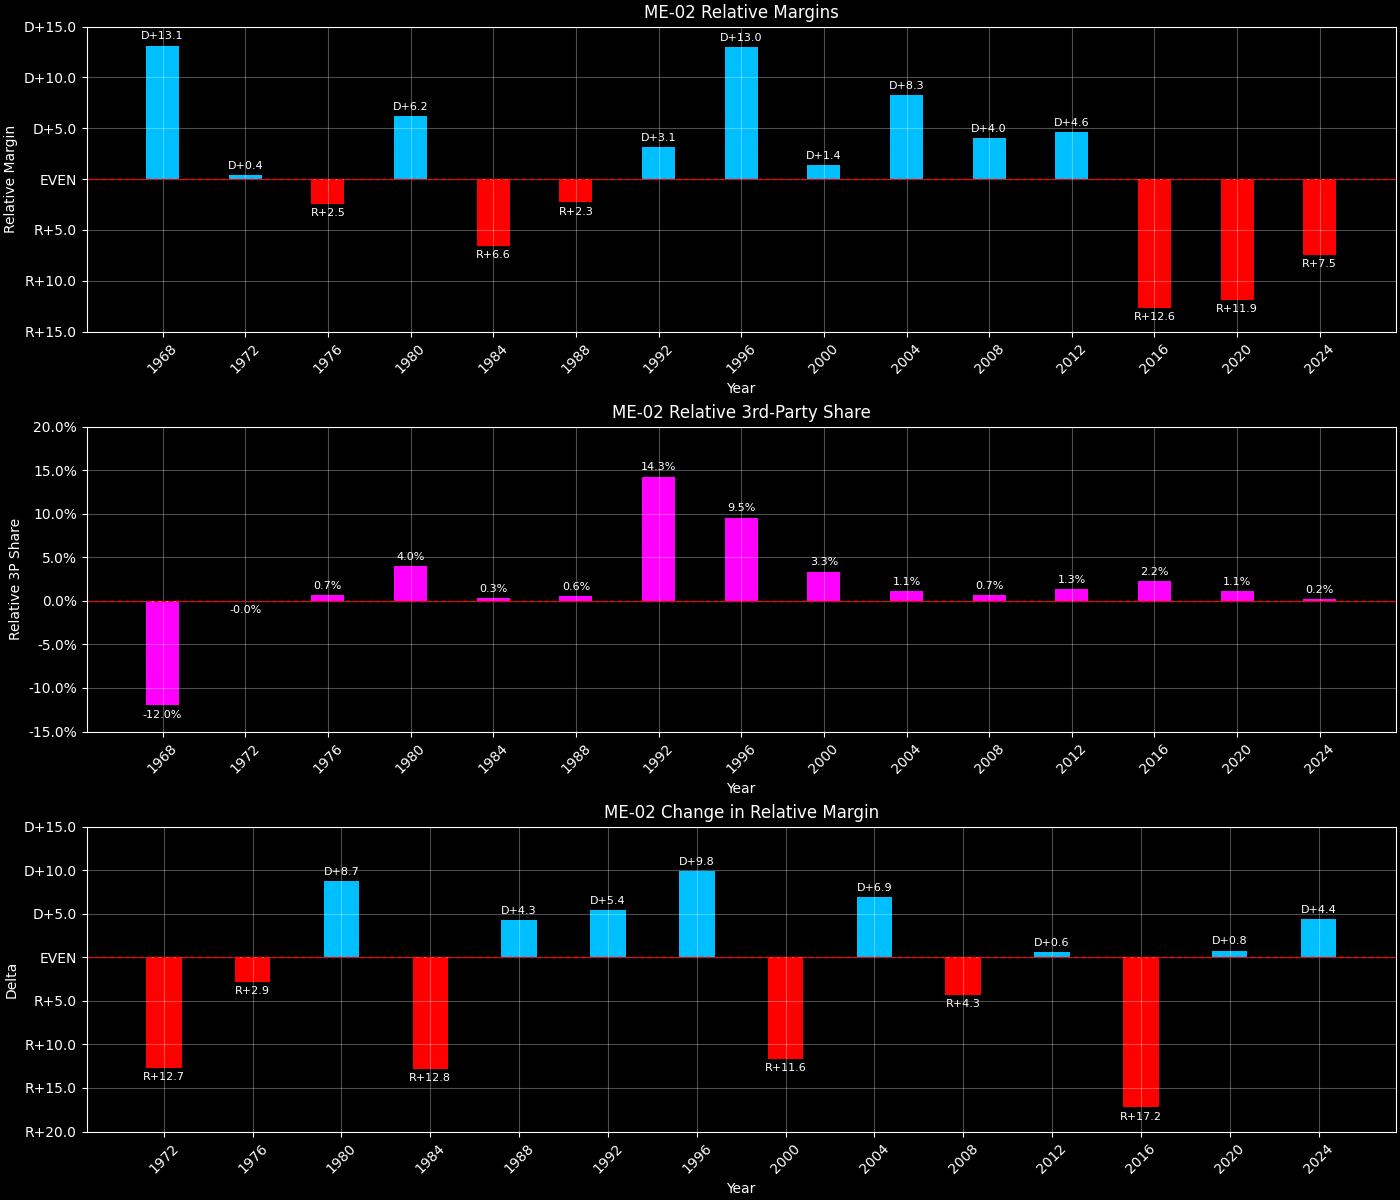 ME-02 Relative Margins
Relative Margin
D+15.0
D+10.0
D+5.0
EVEN
R+5.0
R+10.0
R+15.0
D+13.1
D+0.4
R+2.5
D+6.2
R+6.6
R+2.3
D+3.1
D+13.0
D+1.4
D+8.3
D+4.0
D+4.6
R+12.6
R+11.9
R+7.5
1968
1972
1976
1980
1984
1988
1992
1996
2000
2004
2008
2012
2016
2020
2024
Year
ME-02 Relative 3rd-Party Share
Relative 3P Share
20.0%
15.0%
10.0%
5.0%
0.0%
-5.0%
-10.0%
-15.0%
-12.0%
-0.0%
0.7%
4.0%
0.3%
0.6%
14.3%
9.5%
3.3%
1.1%
0.7%
1.3%
2.2%
1.1%
0.2%
1968
1972
1976
1980
1984
1988
1992
1996
2000
2004
2008
2012
2016
2020
2024
Year
ME-02 Change in Relative Margin
Delta
D+15.0
D+10.0
D+5.0
EVEN
R+5.0
R+10.0
R+15.0
R+20.0
R+12.7
R+2.9
D+8.7
R+12.8
D+4.3
D+5.4
D+9.8
R+11.6
D+6.9
R+4.3
D+0.6
R+17.2
D+0.8
D+4.4
1972
1976
1980
1984
1988
1992
1996
2000
2004
2008
2012
2016
2020
2024
Year